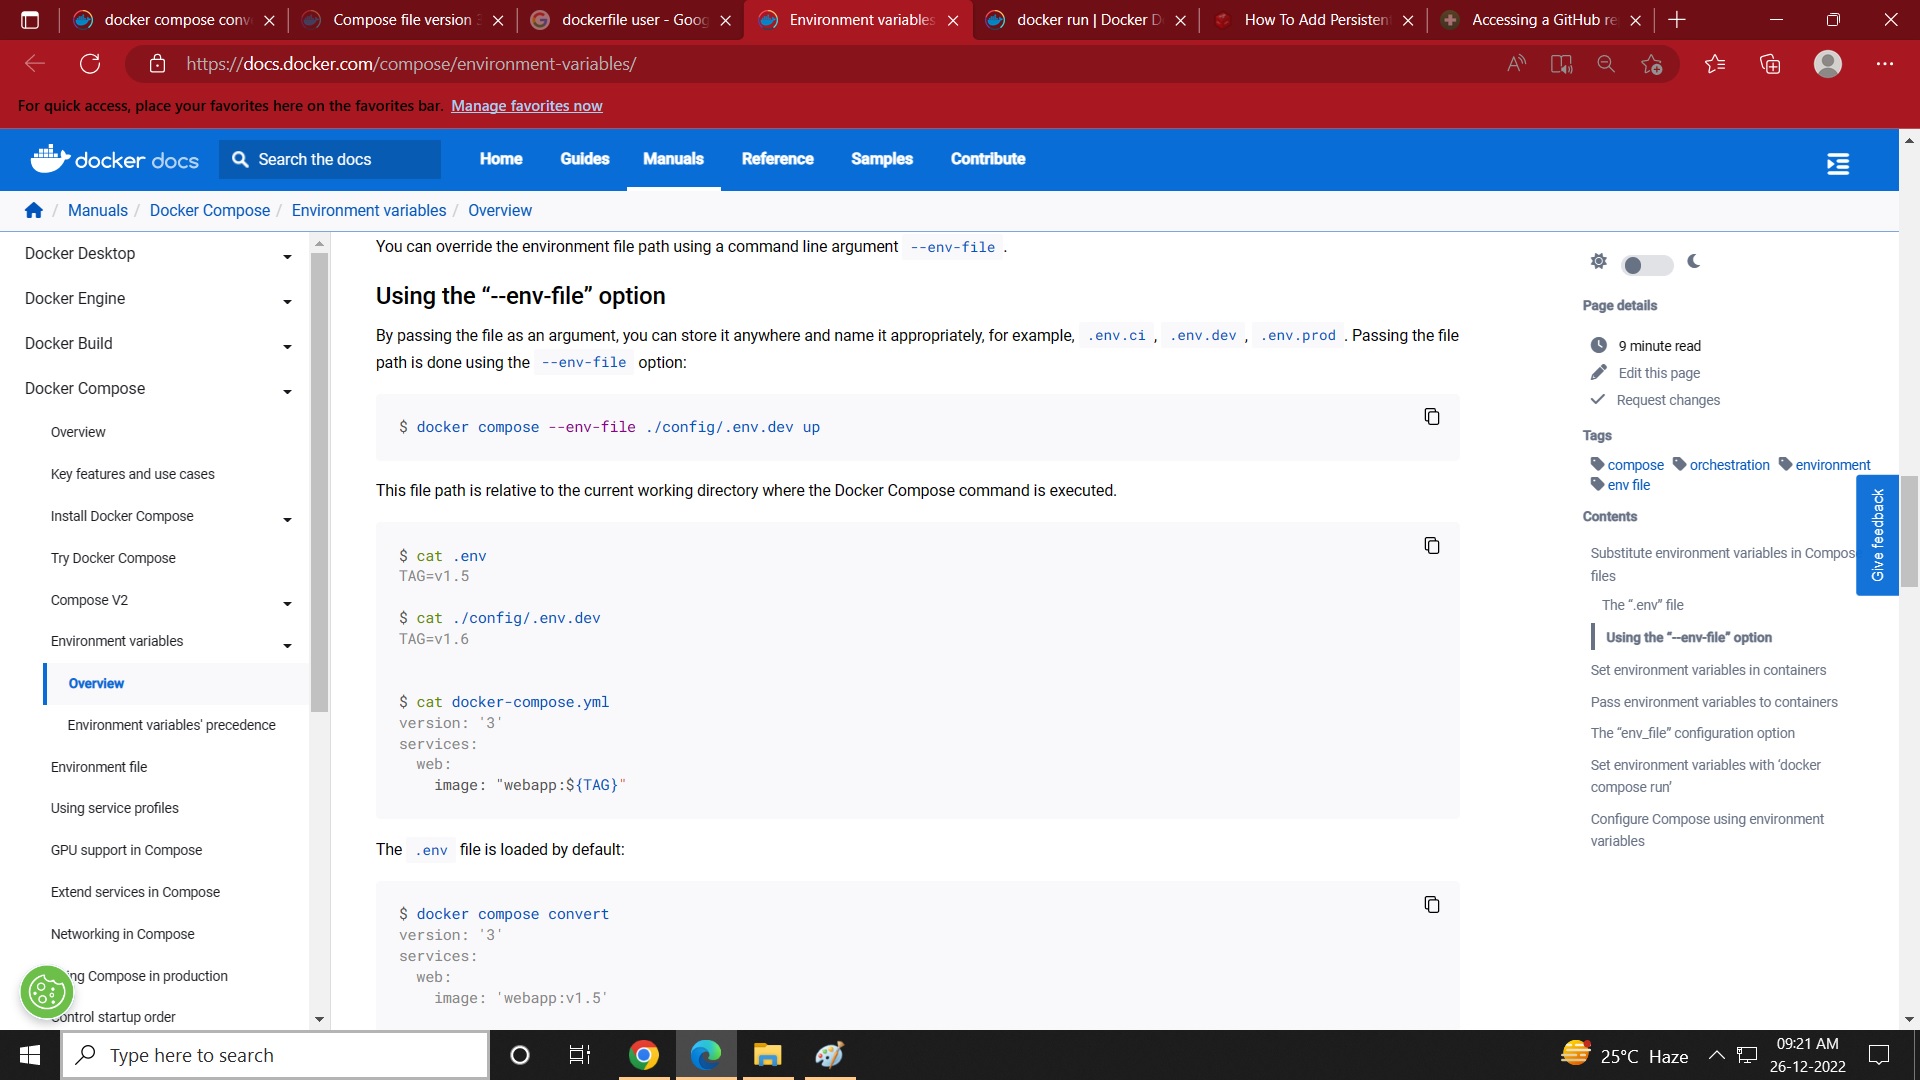 docker compose conv
Compose file version 3
dockerfile user - Goog
Environment variables
docker run | Docker D
How To Add Persisten
Accessing a GitHub re
https://docs.docker.com/compose/environment-variables/
For quick access, place your favorites here on the favorites bar. Manage favorites now
docker docs
Search the docs
Home
Guides
Manuals
Reference
Samples
Contribute
/ Manuals / Docker Compose / Environment variables / Overview
Docker Desktop
Docker Engine
Docker Build
Docker Compose
Overview
Key features and use cases
Install Docker Compose
Try Docker Compose
Compose V2
Environment variables
Overview
Environment variables' precedence
Environment file
Using service profiles
GPU support in Compose
Extend services in Compose
Networking in Compose
ng Compose in production
ontrol startup order
You can override the environment file path using a command line argument --env-file .
Using the “--env-file” option
By passing the file as an argument, you can store it anywhere and name it appropriately, for example, .env.ci , .env.dev , .env.prod . Passing the file
path is done using the --env-file option:
$ docker compose --env-file ./config/.env.dev up
This file path is relative to the current working directory where the Docker Compose command is executed.
$ cat .env
TAG=v1.5
$ cat ./config/.env.dev
TAG=v1.6
$ cat docker-compose.yml
version: '3'
services:
web:
image: "webapp:${TAG}"
The .env file is loaded by default:
$ docker compose convert
version: '3'
services:
web:
image: 'webapp:v1.5'
Page details
9 minute read
Edit this page
Request changes
Tags
compose orchestration environment
env file
Contents
Substitute environment variables in Compos
files
The “.env” file
Using the “--env-file” option
Set environment variables in containers
Pass environment variables to containers
The “env_file” configuration option
Set environment variables with ‘docker
compose run’
Configure Compose using environment
variables
Give feedback
Type here to search
25°C Haze
09:21 AM
26-12-2022